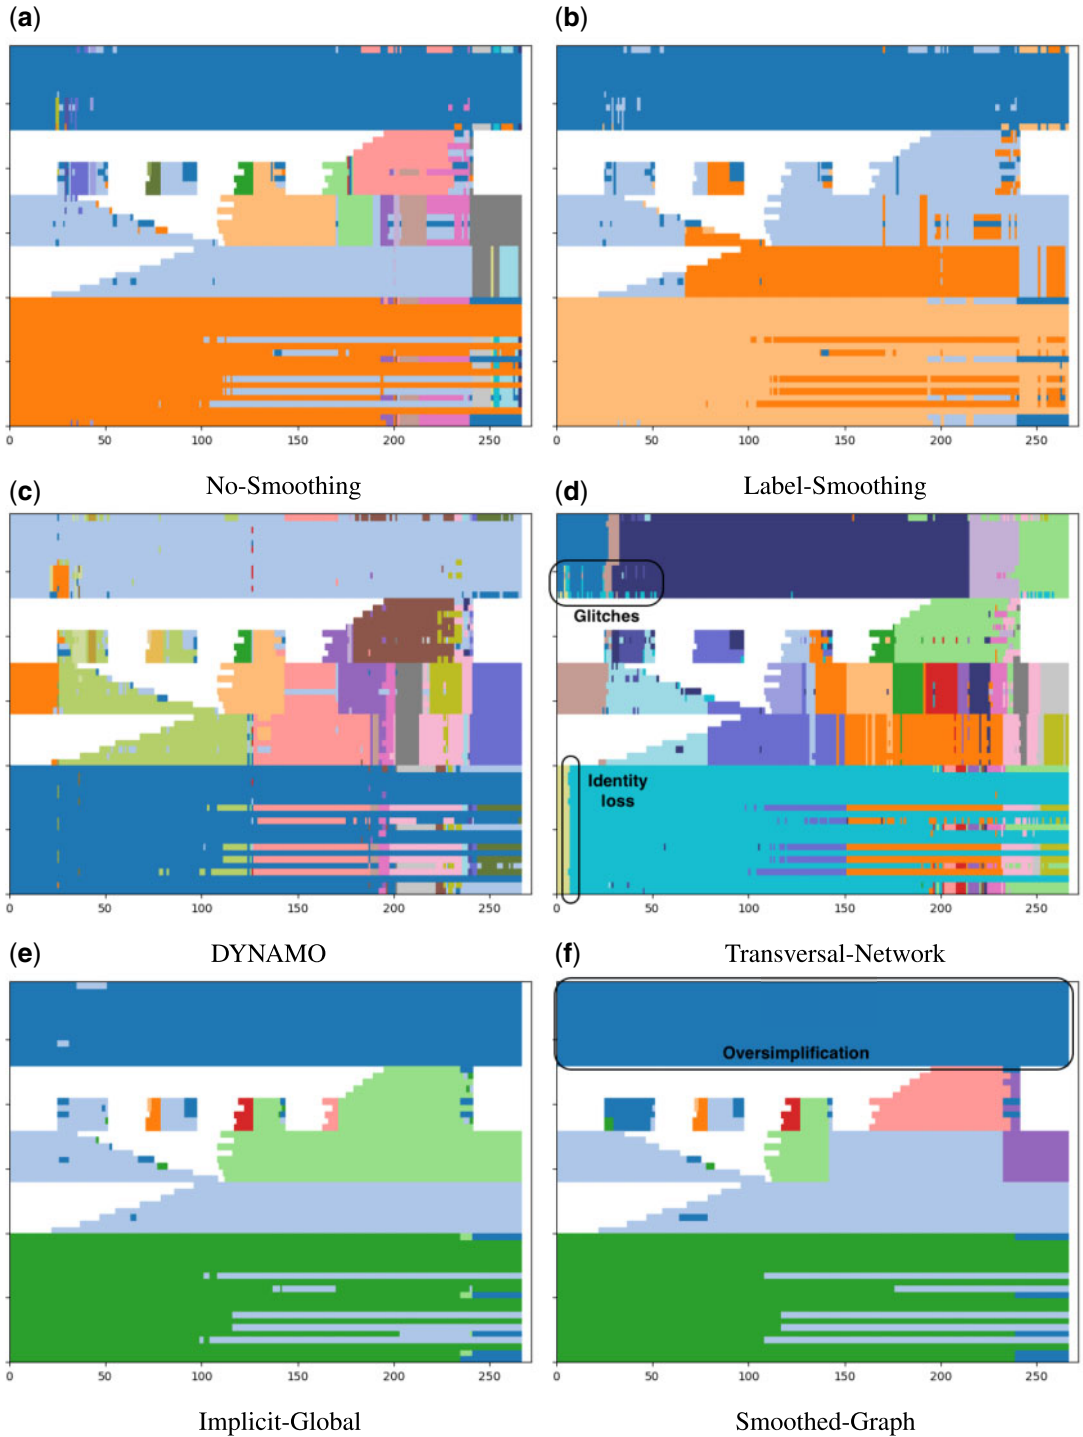 (a) (b)
0 50 100 150 200 250 0 50 100 150 200 250
No-Smoothing Label-Smoothing
(c) (d)
Glitches
Identity
loss
0 50 100 150 200 250 0 50 100 150 200 250
DYNAMO Transversal-Network
(e) (f)
Oversimplification
0 50 100 150 200 250 0 50 100 150 200 250
Implicit-Global Smoothed-Graph